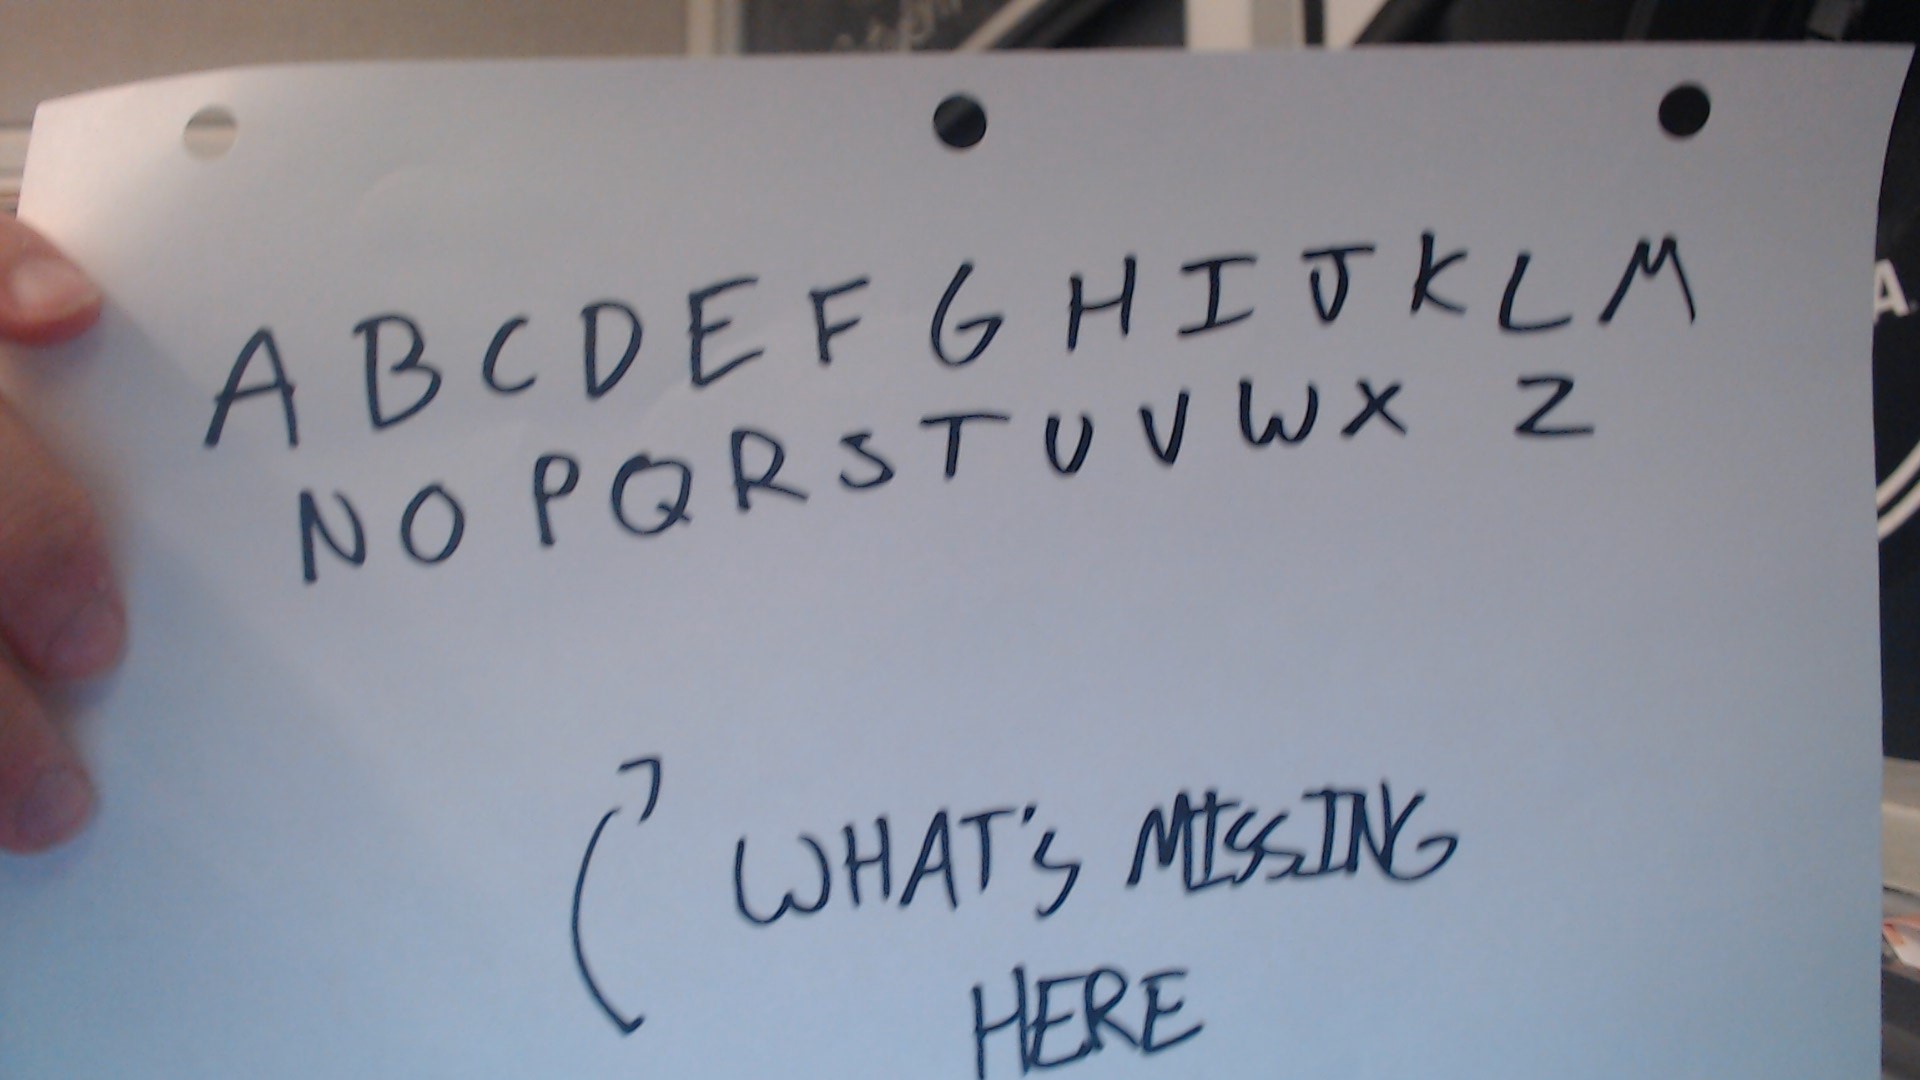 A B C D E F G H I J K L M
N O P Q R S T U V W X Z
WHAT'S MISSING
HERE